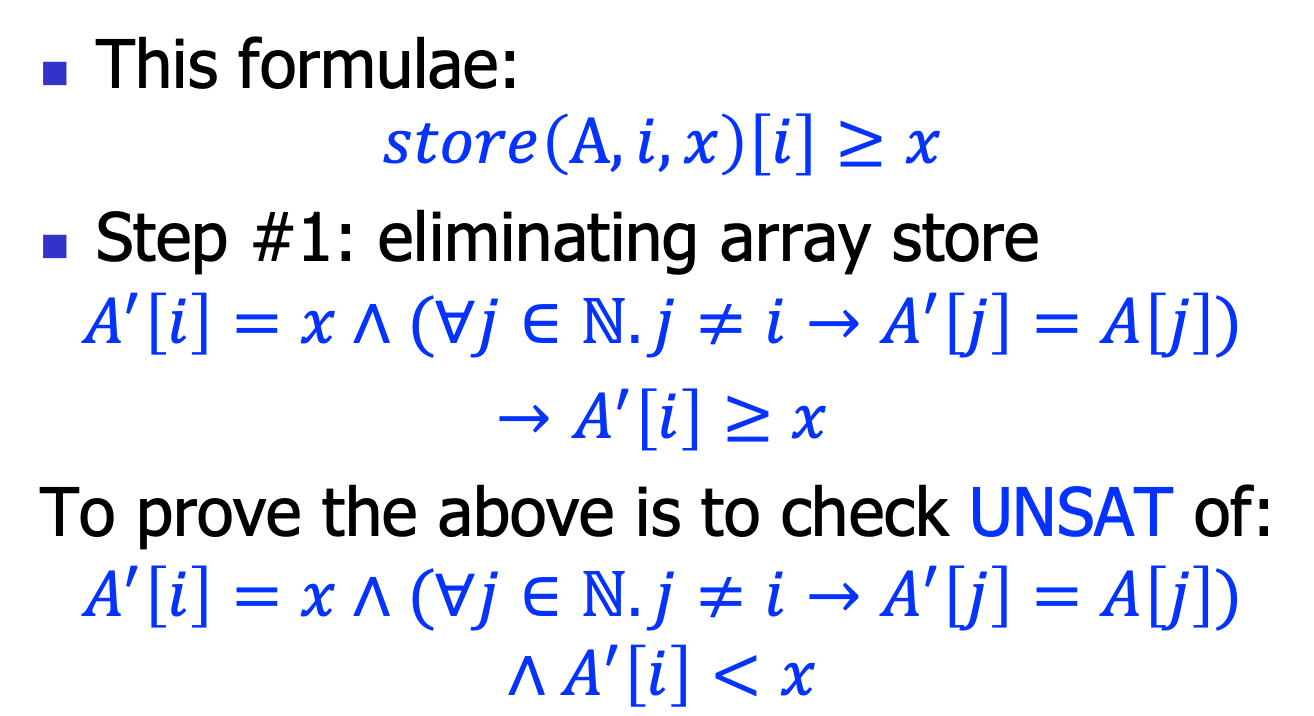 ▪ This formulae:
store(A, i, x)[i] ≥ x
▪ Step #1: eliminating array store
A′[i] = x ∧ (∀j ∈ ℕ. j ≠ i → A′[j] = A[j])
→ A′[i] ≥ x
To prove the above is to check UNSAT of:
A′[i] = x ∧ (∀j ∈ ℕ. j ≠ i → A′[j] = A[j])
∧ A′[i] < x